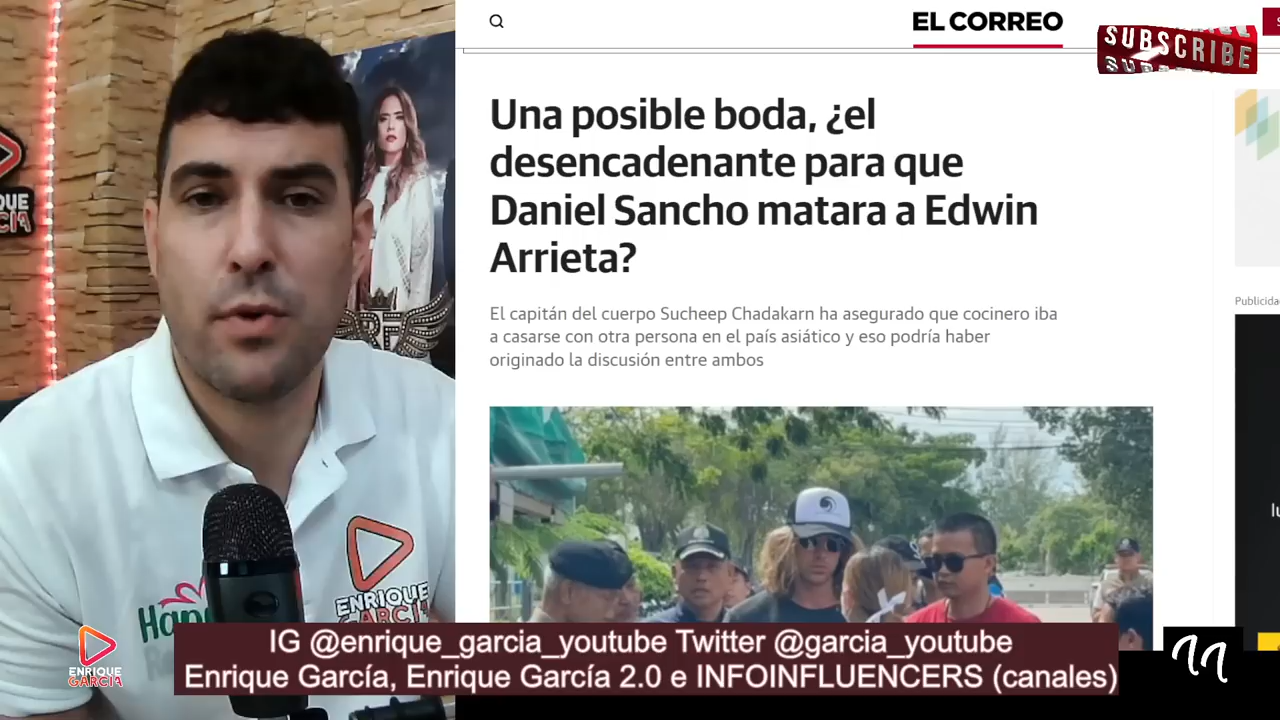 EL CORREO
SUBSCRIBE
Una posible boda, ¿el
desencadenante para que
Daniel Sancho matara a Edwin
Arrieta?
El capitán del cuerpo Sucheep Chadakarn ha asegurado que cocinero iba
a casarse con otra persona en el país asiático y eso podría haber
originado la discusión entre ambos
Publicida
ENRIQUE
GARCIA
IG @enrique_garcia_youtube Twitter @garcia_youtube
Enrique García, Enrique García 2.0 e INFOINFLUENCERS (canales)
ENRIQUE
GARCIA